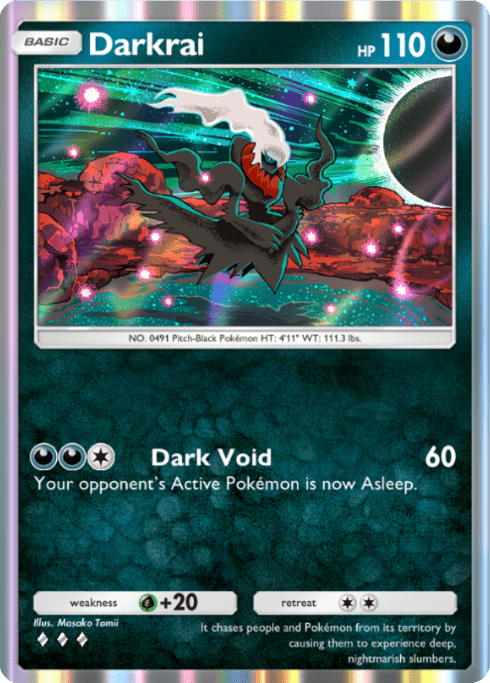 BASIC Darkrai HP 110
NO. 0491 Pitch-Black Pokémon HT: 4'11" WT: 111.3 lbs.
Dark Void 60
Your opponent's Active Pokémon is now Asleep.
weakness +20 retreat
Illus. Masako Tomii
It chases people and Pokémon from its territory by
causing them to experience deep,
nightmarish slumbers.